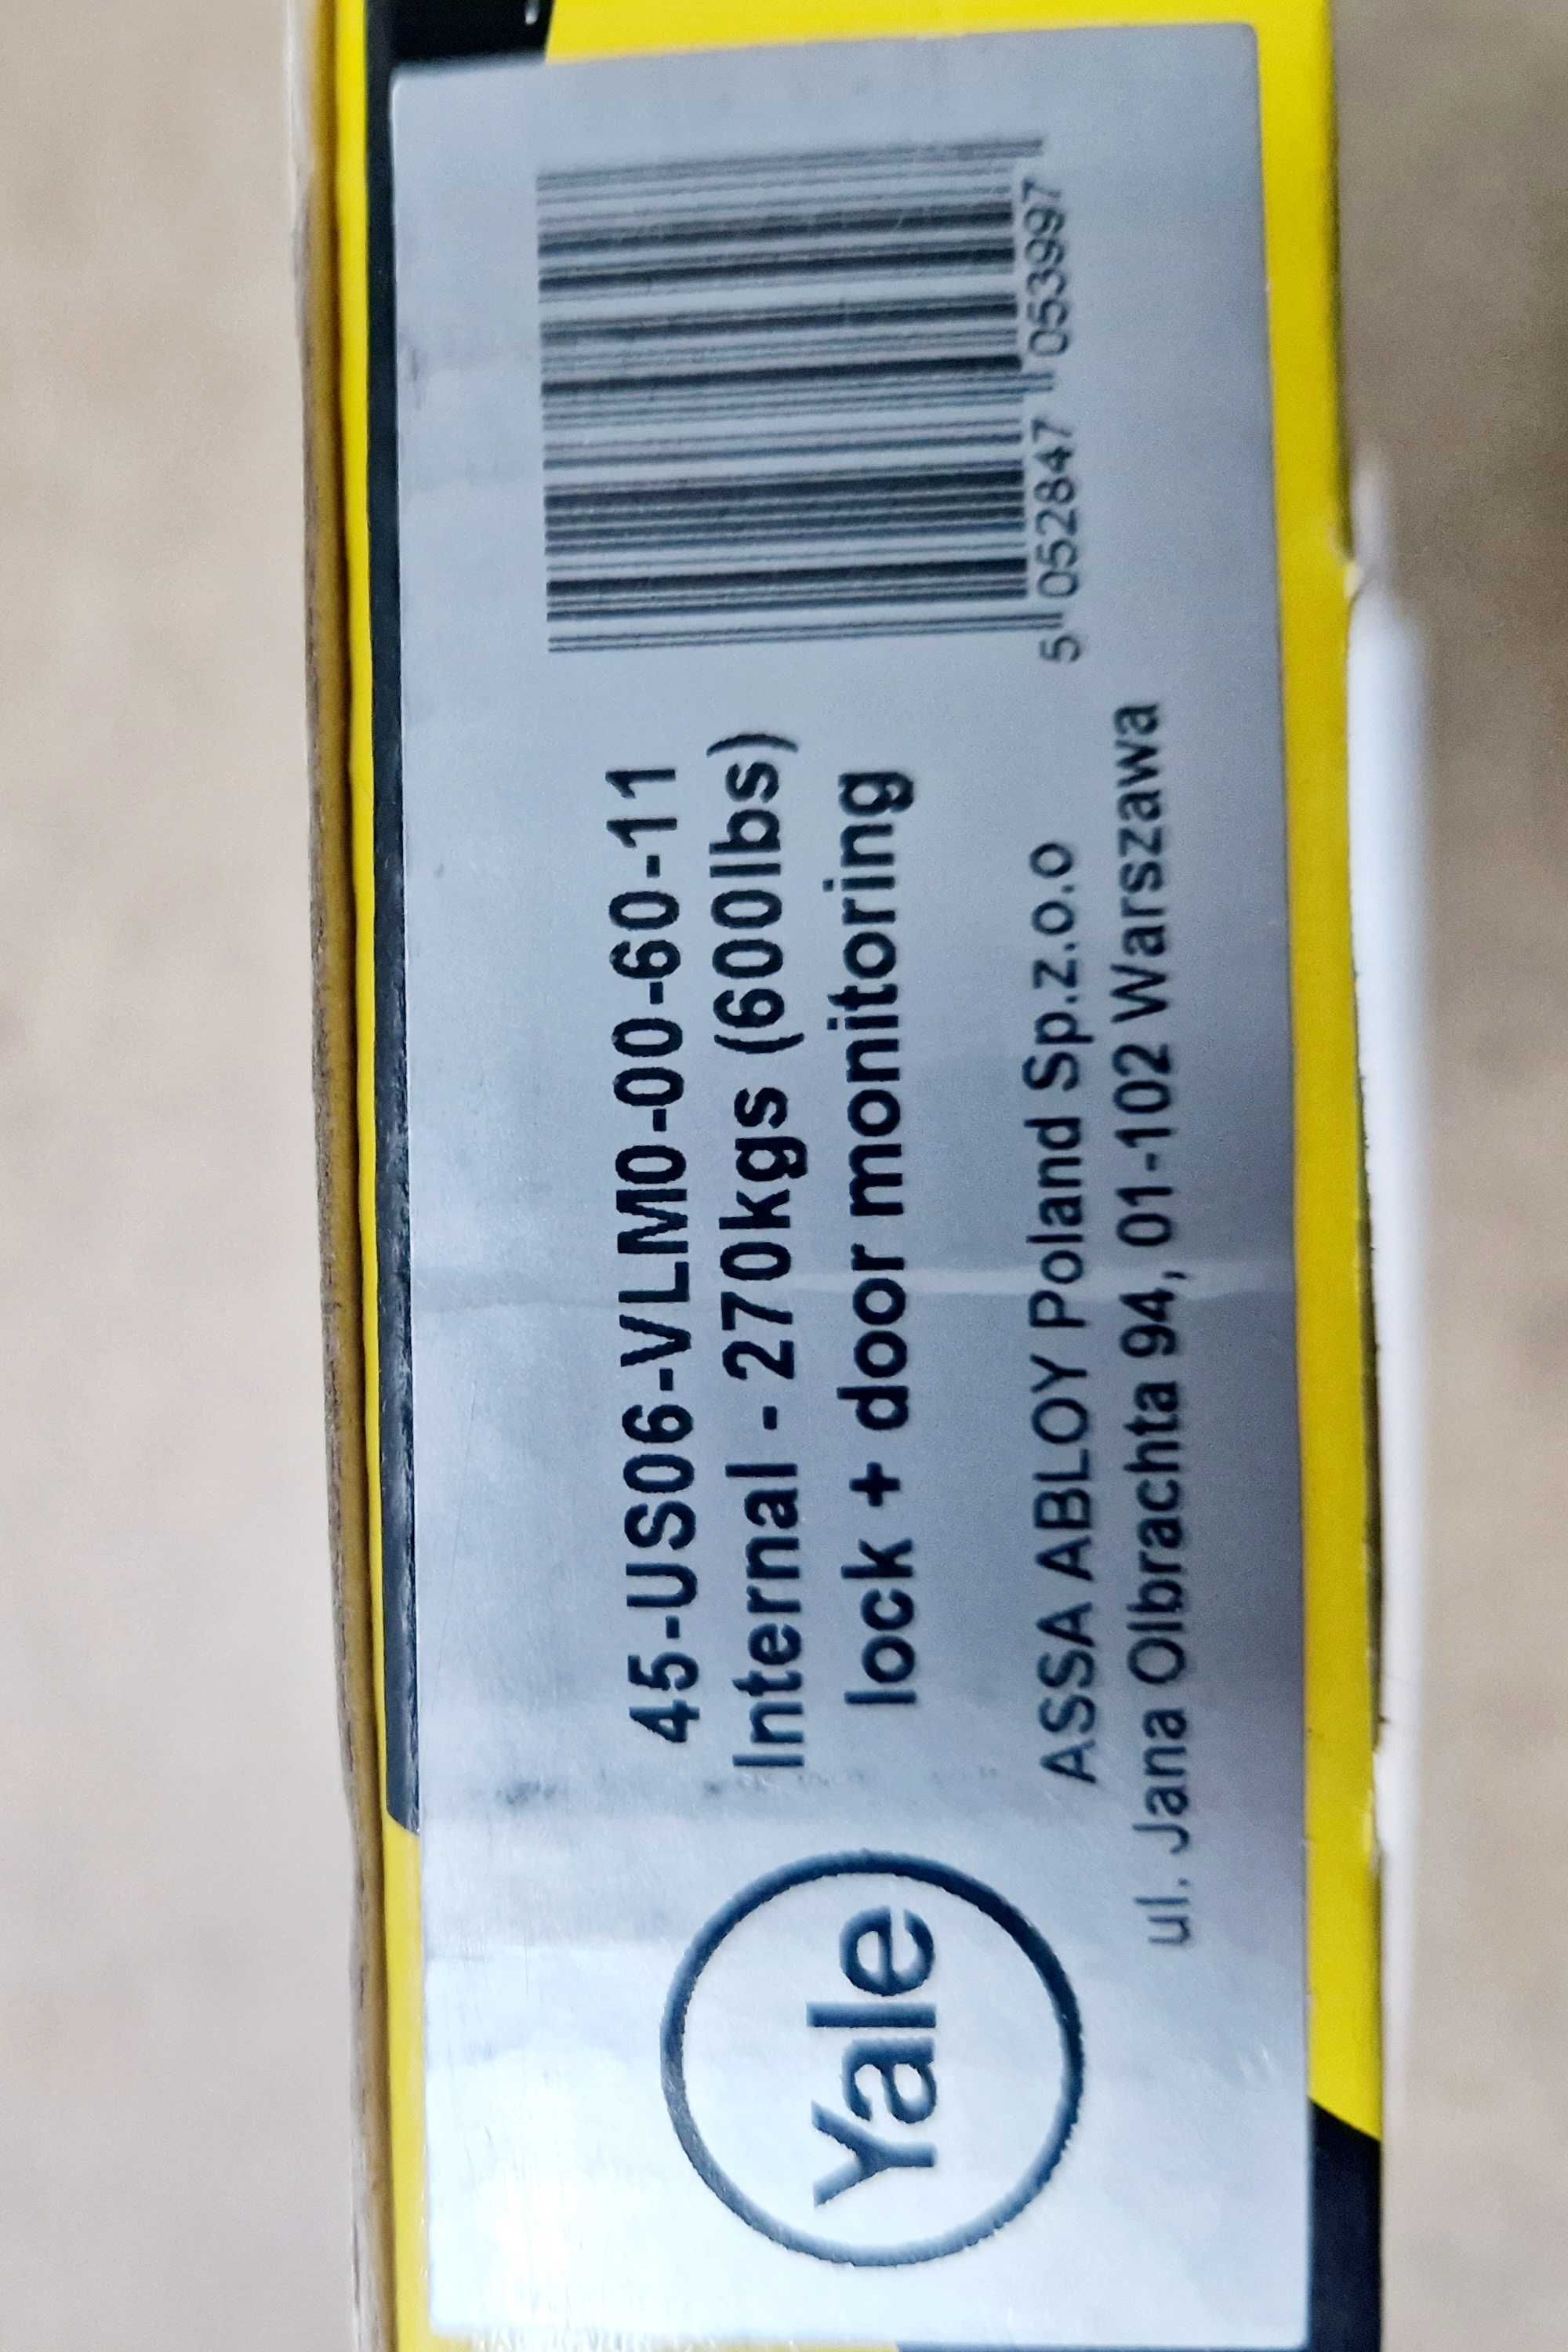 Yale
45-US06-VLM0-00-60-11
Internal - 270kgs (600lbs)
lock + door monitoring
ASSA ABLOY Poland Sp.z.o.o
ul. Jana Olbrachta 94, 01-102 Warszawa
5 052847 053997